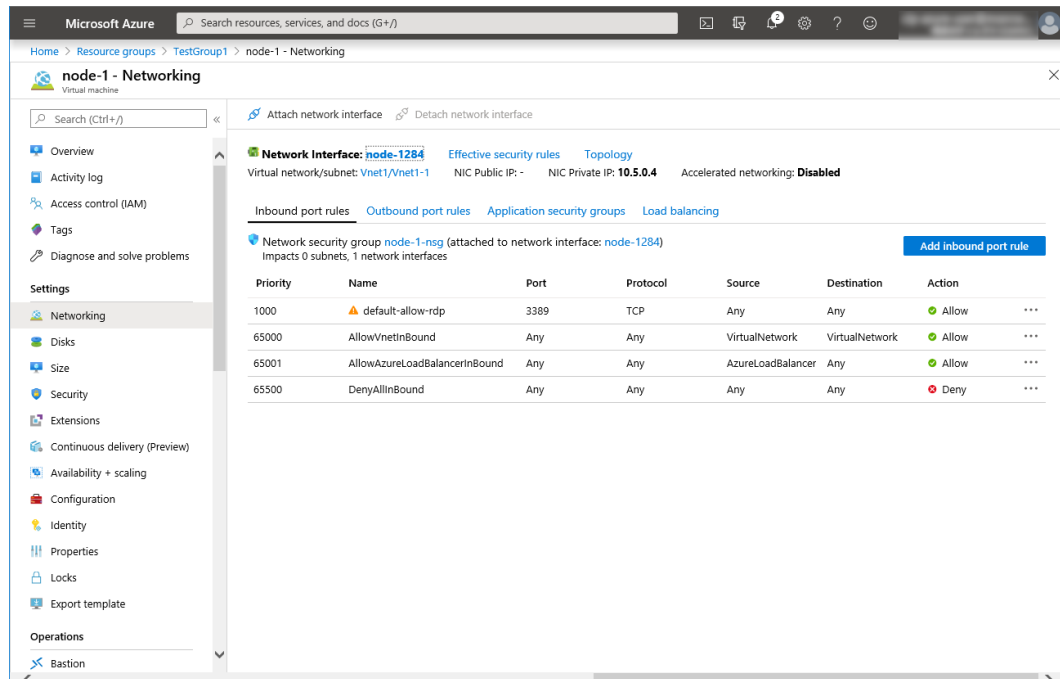 Microsoft Azure
Search resources, services, and docs (G+/)
2
Home > Resource groups > TestGroup1 > node-1 - Networking
node-1 - Networking
Virtual machine
Search (Ctrl+/)
Overview
Activity log
Access control (IAM)
Tags
Diagnose and solve problems
Settings
Networking
Disks
Size
Security
Extensions
Continuous delivery (Preview)
Availability + scaling
Configuration
Identity
Properties
Locks
Export template
Operations
Bastion
Attach network interface Detach network interface
Network Interface: node-1284 Effective security rules Topology
Virtual network/subnet: Vnet1/Vnet1-1 NIC Public IP: - NIC Private IP: 10.5.0.4 Accelerated networking: Disabled
Inbound port rules Outbound port rules Application security groups Load balancing
Network security group node-1-nsg (attached to network interface: node-1284)
Impacts 0 subnets, 1 network interfaces
Add inbound port rule
Priority Name Port Protocol Source Destination Action
1000 default-allow-rdp 3389 TCP Any Any Allow
65000 AllowVnetInBound Any Any VirtualNetwork VirtualNetwork Allow
65001 AllowAzureLoadBalancerInBound Any Any AzureLoadBalancer Any Allow
65500 DenyAllInBound Any Any Any Any Deny